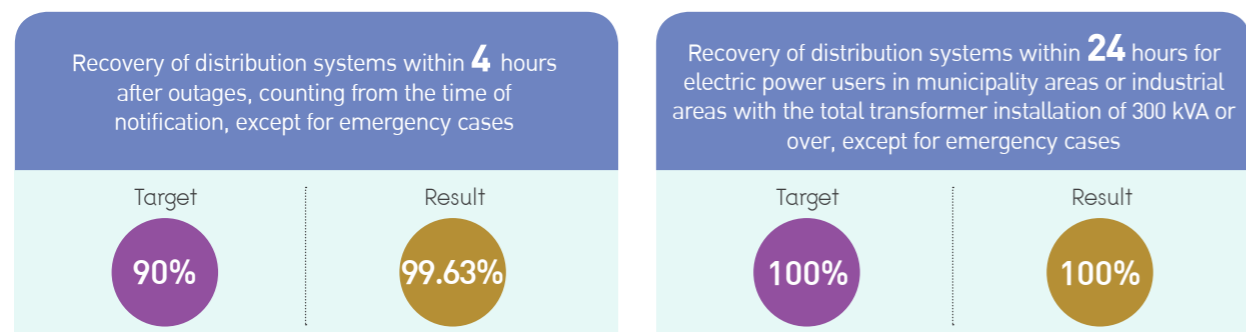 Recovery of distribution systems within 4 hours
after outages, counting from the time of
notification, except for emergency cases
Target
Result
90%
99.63%
Recovery of distribution systems within 24 hours for
electric power users in municipality areas or industrial
areas with the total transformer installation of 300 kVA or
over, except for emergency cases
Target
Result
100%
100%